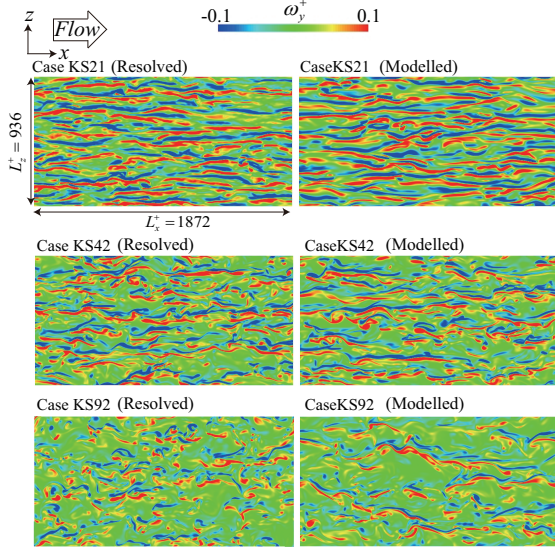 z
Flow
x
-0.1 ω_y^+ 0.1
Case KS21 (Resolved)
CaseKS21 (Modelled)
L_z^+ = 936
L_x^+ = 1872
Case KS42 (Resolved)
CaseKS42 (Modelled)
Case KS92 (Resolved)
CaseKS92 (Modelled)